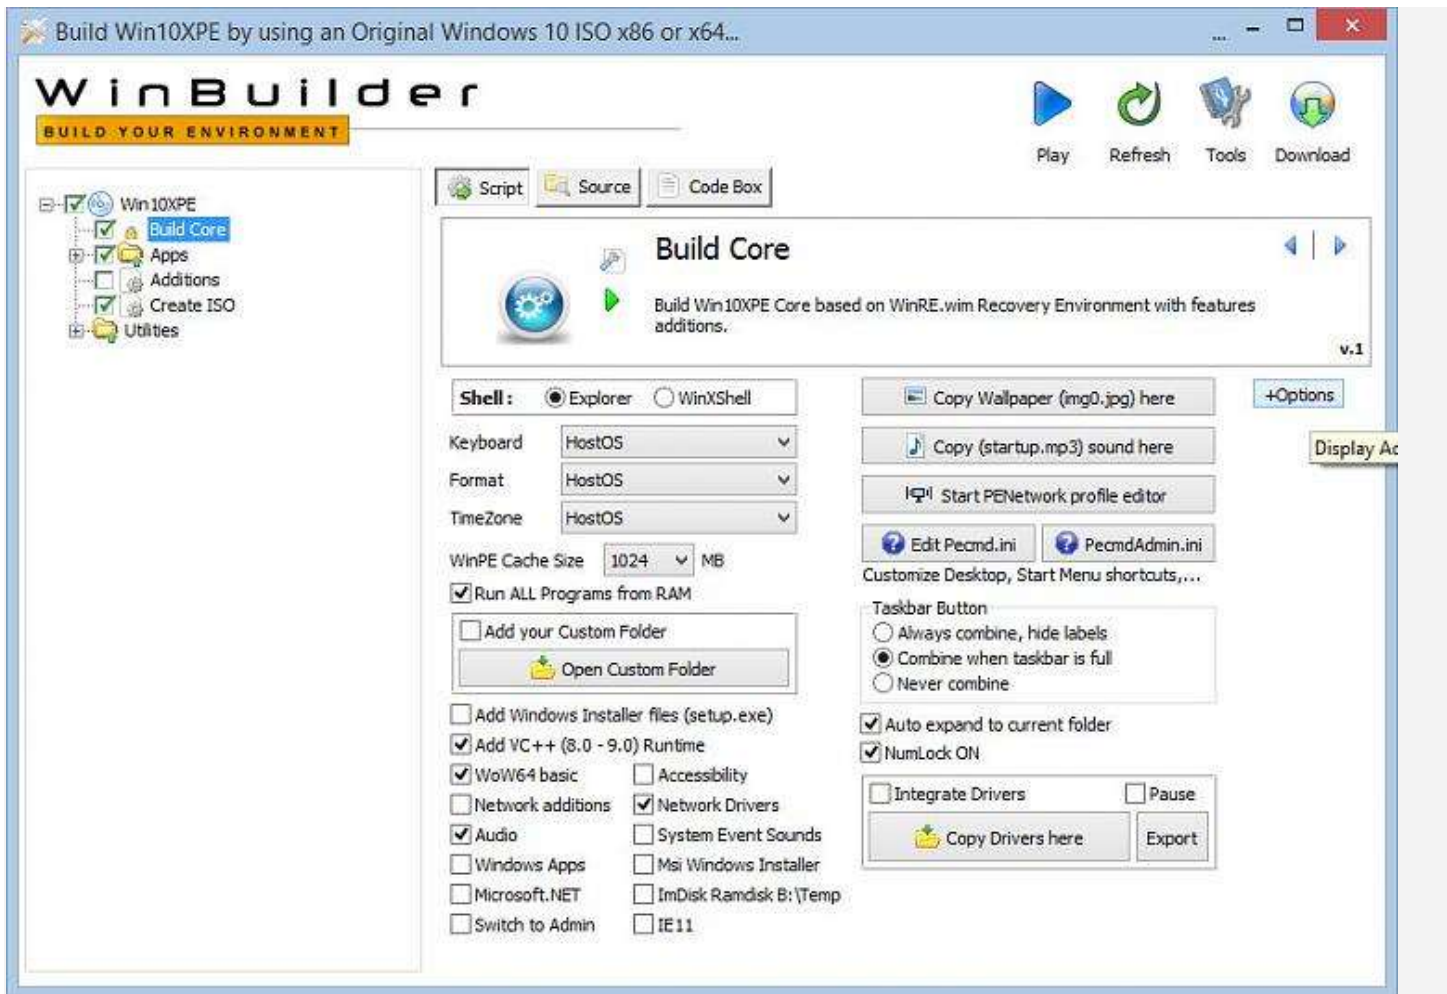 Build Win10XPE by using an Original Windows 10 ISO x86 or x64...
WinBuilder
BUILD YOUR ENVIRONMENT
Play Refresh Tools Download
Win10XPE
Build Core
Apps
Additions
Create ISO
Utilities
Script Source Code Box
Build Core
Build Win10XPE Core based on WinRE.wim Recovery Environment with features
additions.
v.1
Shell: Explorer WinXShell
Keyboard HostOS
Format HostOS
TimeZone HostOS
WinPE Cache Size 1024 MB
Run ALL Programs from RAM
Add your Custom Folder
Open Custom Folder
Add Windows Installer files (setup.exe)
Add VC++ (8.0 - 9.0) Runtime
WoW64 basic Accessibility
Network additions Network Drivers
Audio System Event Sounds
Windows Apps Msi Windows Installer
Microsoft.NET ImDisk Ramdisk B:\Temp
Switch to Admin IE11
Copy Wallpaper (img0.jpg) here
Copy (startup.mp3) sound here
Start PENetwork profile editor
Edit Pecmd.ini PecmdAdmin.ini
Customize Desktop, Start Menu shortcuts,...
Taskbar Button
Always combine, hide labels
Combine when taskbar is full
Never combine
Auto expand to current folder
NumLock ON
Integrate Drivers Pause
Copy Drivers here Export
+Options
Display Ac